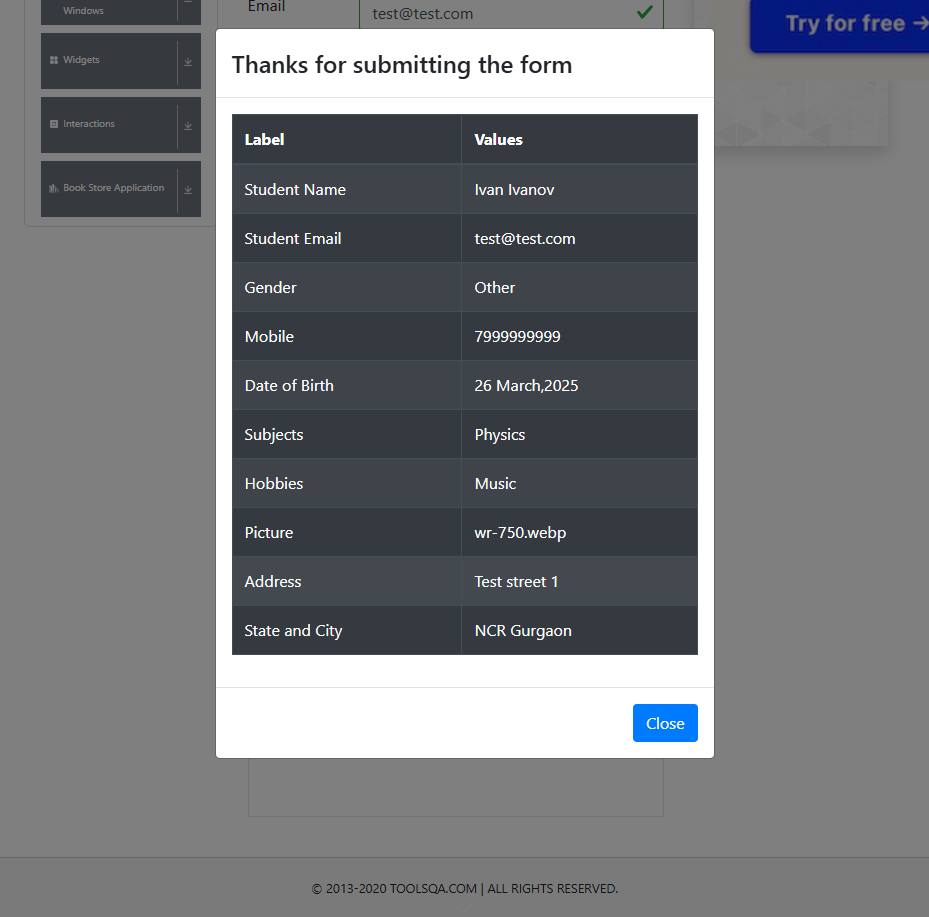 Windows
Email
test@test.com
Try for free →
Widgets
Interactions
Book Store Application
Thanks for submitting the form
Label Values
Student Name Ivan Ivanov
Student Email test@test.com
Gender Other
Mobile 7999999999
Date of Birth 26 March,2025
Subjects Physics
Hobbies Music
Picture wr-750.webp
Address Test street 1
State and City NCR Gurgaon
Close
© 2013-2020 TOOLSQA.COM | ALL RIGHTS RESERVED.